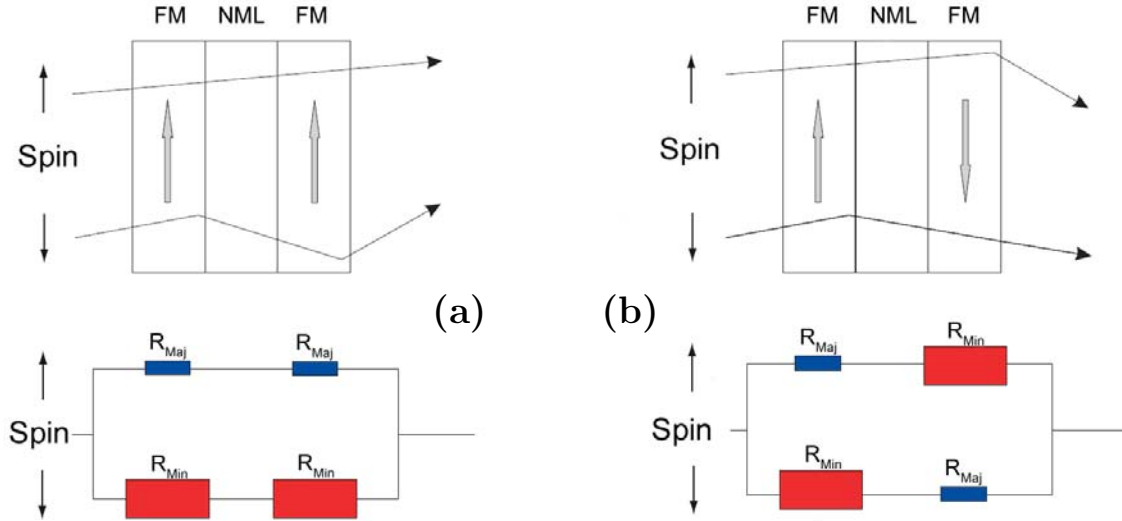 FM NML FM
Spin
(a)
R_Maj R_Maj
Spin
R_Min R_Min
FM NML FM
Spin
(b)
R_Maj R_Min
Spin
R_Min R_Maj